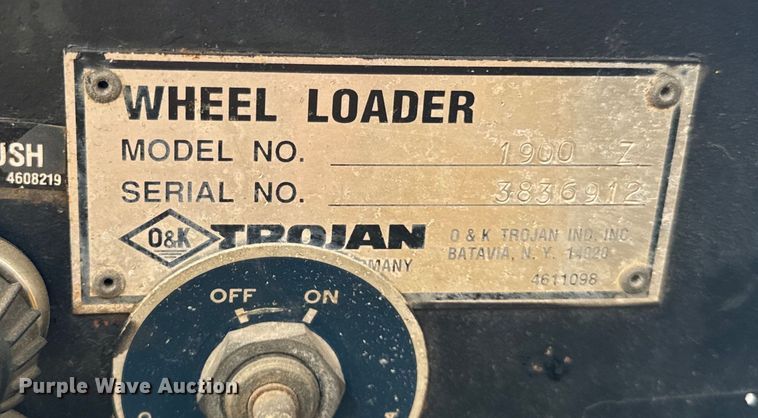 WHEEL LOADER
MODEL NO. 1900 Z
SERIAL NO. 3836912
O&K TROJAN
O & K TROJAN IND. INC.
BATAVIA, N. Y. 14020
4611098
USH
4608219
OFF ON
Purple Wave Auction